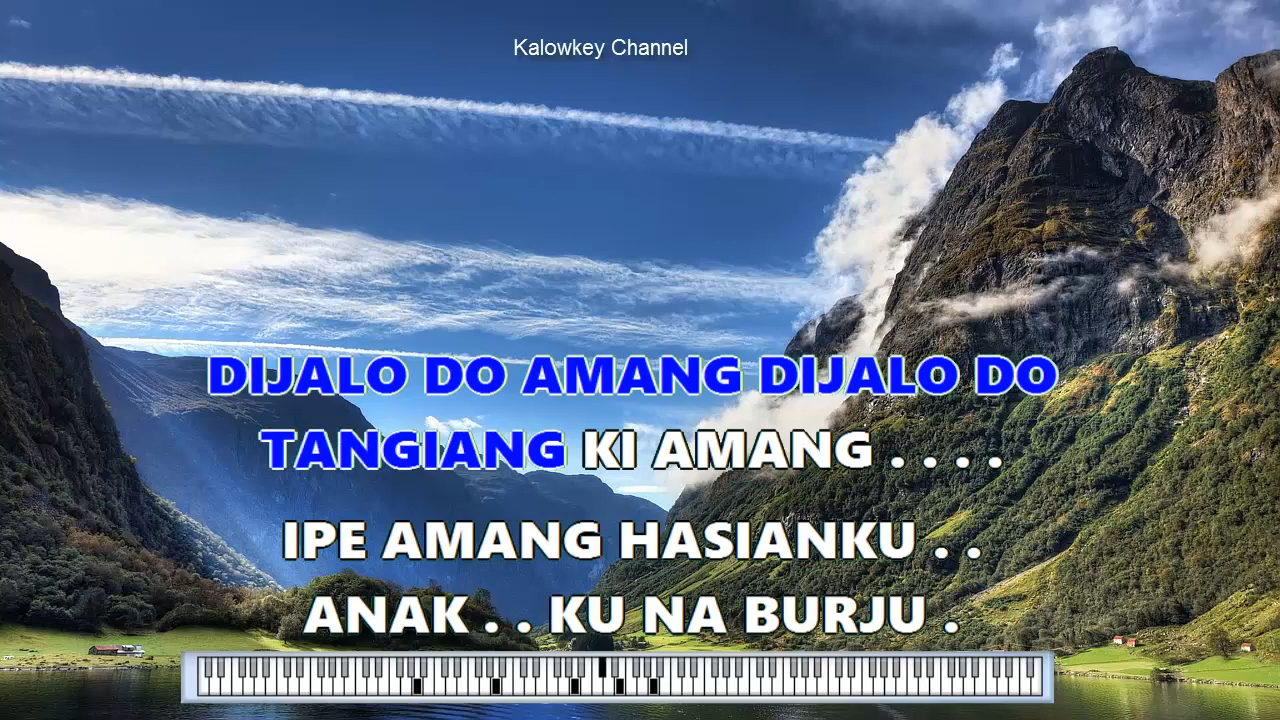 Kalowkey Channel
DIJALO DO AMANG DIJALO DO
TANGIANG KI AMANG . . . .
IPE AMANG HASIANKU . .
ANAK . . KU NA BURJU .